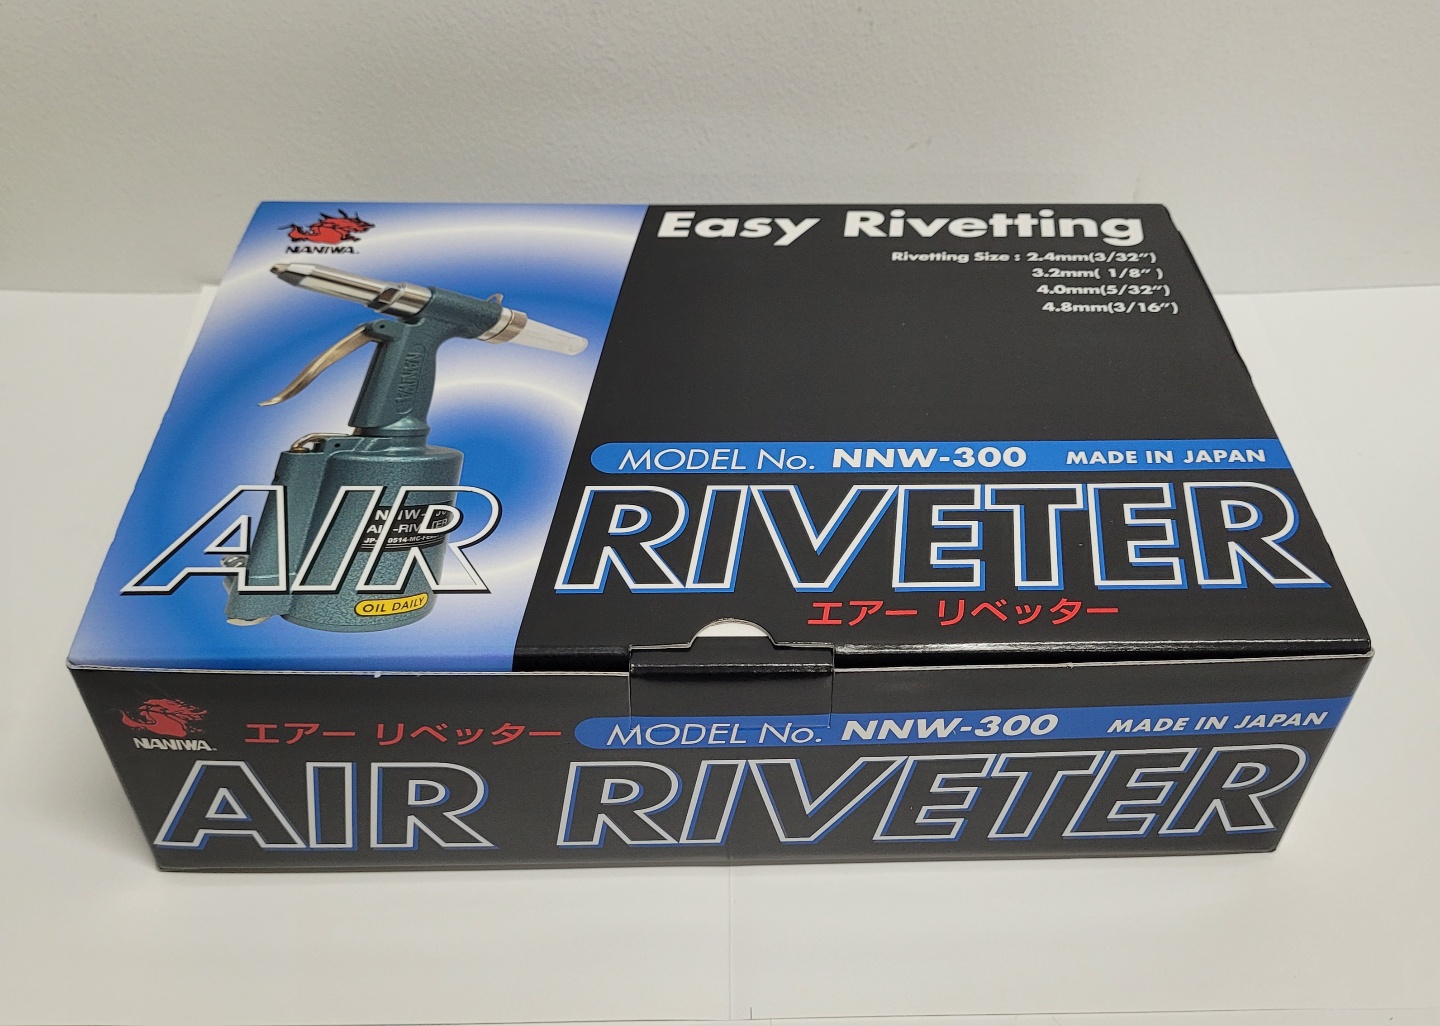 NANIWA
Easy Rivetting
Rivetting Size : 2.4mm(3/32")
3.2mm( 1/8" )
4.0mm(5/32")
4.8mm(3/16")
NANIWA
MODEL No. NNW-300 MADE IN JAPAN
AIR RIVETER
OIL DAILY
エアー リベッター
NANIWA
エアー リベッター
MODEL No. NNW-300 MADE IN JAPAN
AIR RIVETER